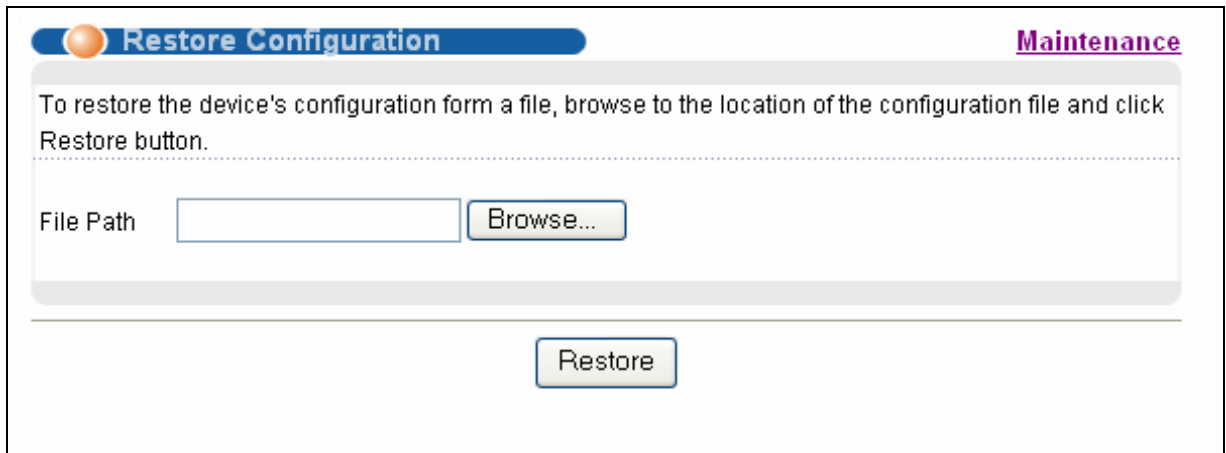 Restore Configuration
Maintenance
To restore the device's configuration form a file, browse to the location of the configuration file and click
Restore button.
File Path
Browse...
Restore